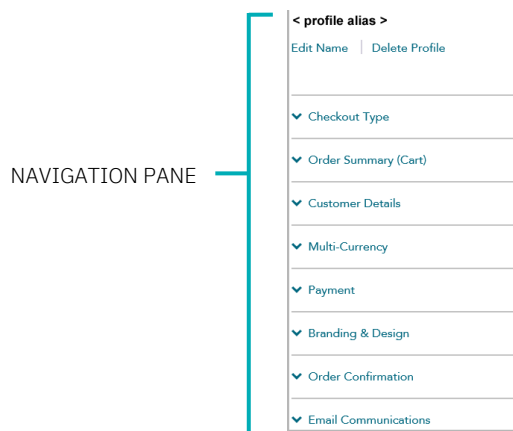 < profile alias >
Edit Name | Delete Profile
Checkout Type
Order Summary (Cart)
NAVIGATION PANE
Customer Details
Multi-Currency
Payment
Branding & Design
Order Confirmation
Email Communications